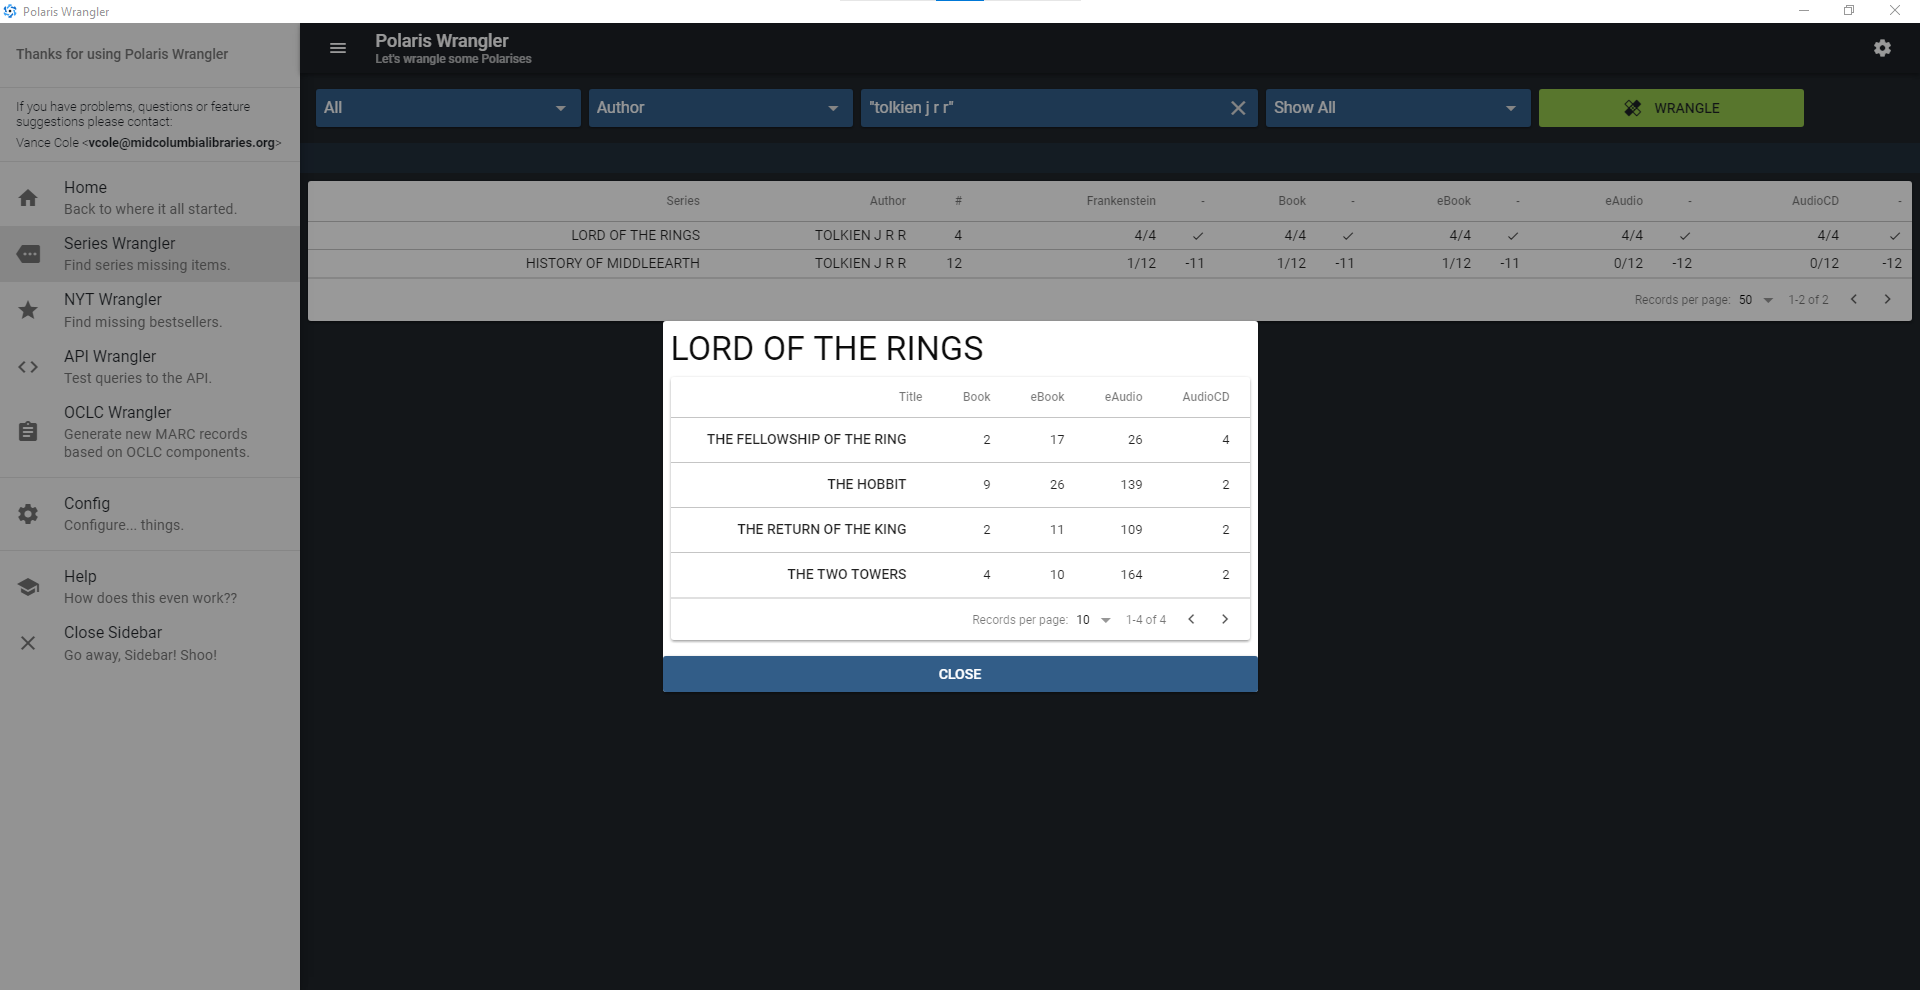 Polaris Wrangler
Thanks for using Polaris Wrangler
If you have problems, questions or feature
suggestions please contact:
Vance Cole <vcole@midcolumbialibraries.org>
Home
Back to where it all started.
Series Wrangler
Find series missing items.
NYT Wrangler
Find missing bestsellers.
API Wrangler
Test queries to the API.
OCLC Wrangler
Generate new MARC records
based on OCLC components.
Config
Configure... things.
Help
How does this even work??
Close Sidebar
Go away, Sidebar! Shoo!
Polaris Wrangler
Let's wrangle some Polarises
All Author "tolkien j r r" Show All WRANGLE
Series Author # Frankenstein - Book - eBook - eAudio - AudioCD -
LORD OF THE RINGS TOLKIEN J R R 4 4/4 ✓ 4/4 ✓ 4/4 ✓ 4/4 ✓ 4/4 ✓
HISTORY OF MIDDLEEARTH TOLKIEN J R R 12 1/12 -11 1/12 -11 1/12 -11 0/12 -12 0/12 -12
Records per page: 50 1-2 of 2
LORD OF THE RINGS
Title Book eBook eAudio AudioCD
THE FELLOWSHIP OF THE RING 2 17 26 4
THE HOBBIT 9 26 139 2
THE RETURN OF THE KING 2 11 109 2
THE TWO TOWERS 4 10 164 2
Records per page: 10 1-4 of 4
CLOSE